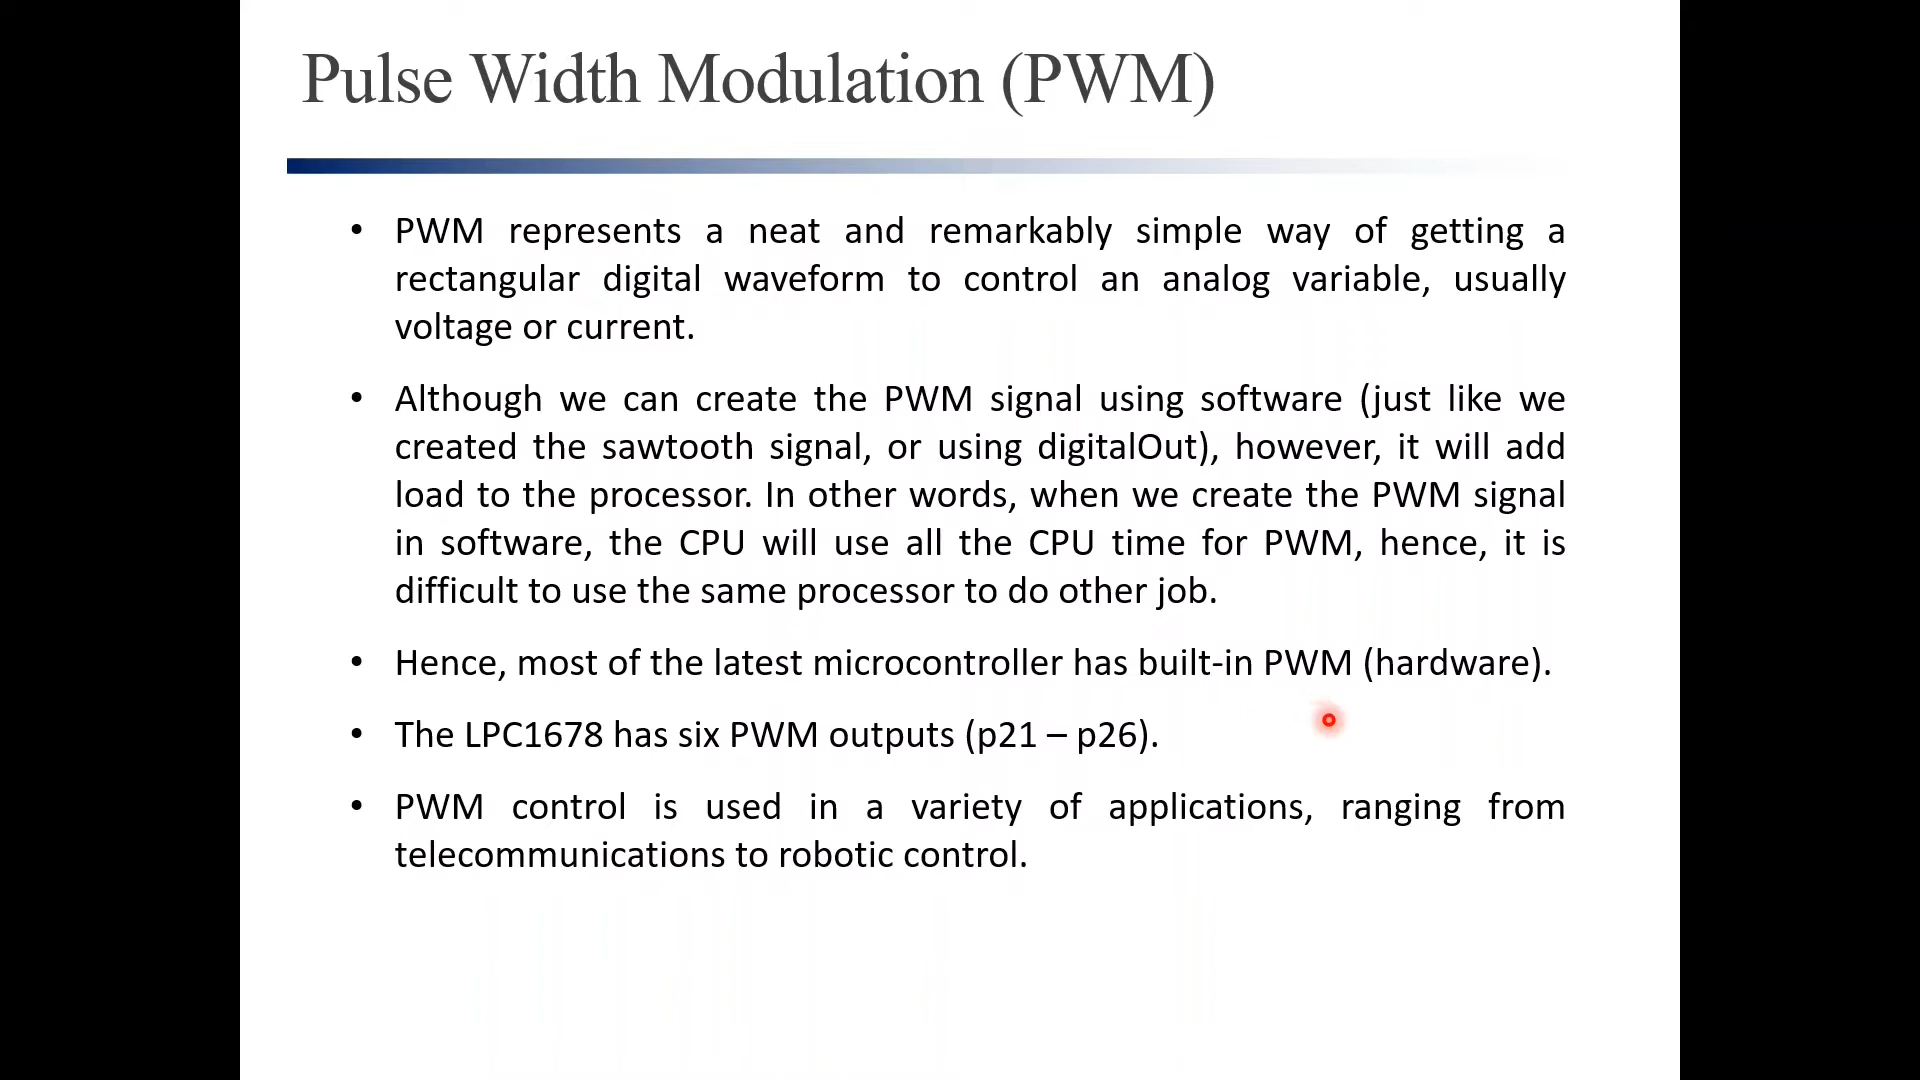 Pulse Width Modulation (PWM)
• PWM represents a neat and remarkably simple way of getting a
rectangular digital waveform to control an analog variable, usually
voltage or current.
• Although we can create the PWM signal using software (just like we
created the sawtooth signal, or using digitalOut), however, it will add
load to the processor. In other words, when we create the PWM signal
in software, the CPU will use all the CPU time for PWM, hence, it is
difficult to use the same processor to do other job.
• Hence, most of the latest microcontroller has built-in PWM (hardware).
• The LPC1678 has six PWM outputs (p21 – p26).
• PWM control is used in a variety of applications, ranging from
telecommunications to robotic control.